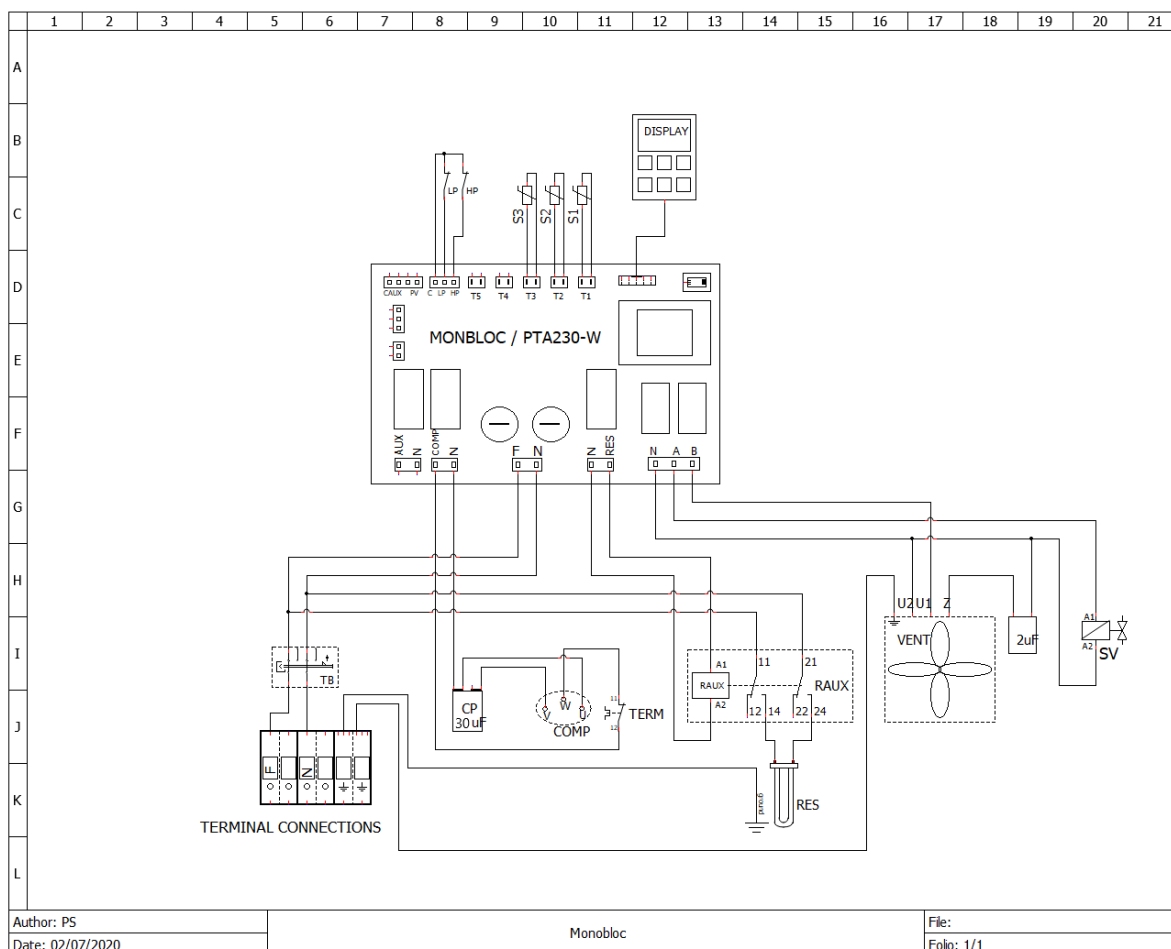 1 2 3 4 5 6 7 8 9 10 11 12 13 14 15 16 17 18 19 20 21
A
B
DISPLAY
LP HP
C
S3 S2 S1
D
CAUX PV C LP HP T5 T4 T3 T2 T1
MONBLOC / PTA230-W
E
F
AUX N COMP N F N N RES N A B
G
H
U2 U1 Z
A1
VENT 2uF
I
A2 SV
11 21
TB
A1
RAUX RAUX
11
CP W
A2
30 uF V U TERM
12 14 22 24
J
COMP 12
F N
K
ground RES
TERMINAL CONNECTIONS
L
Author: PS
Monobloc
File:
Date: 02/07/2020
Folio: 1/1